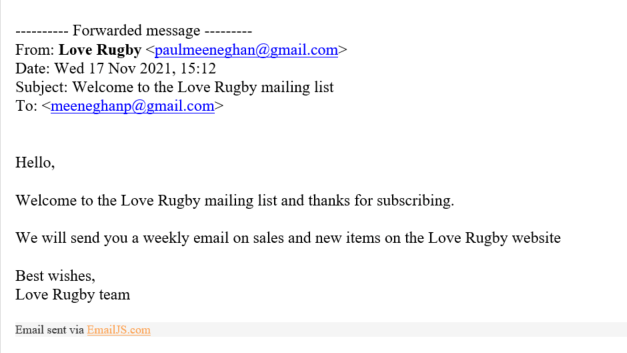 ---------- Forwarded message ---------
From: Love Rugby <paulmeeneghan@gmail.com>
Date: Wed 17 Nov 2021, 15:12
Subject: Welcome to the Love Rugby mailing list
To: <meeneghanp@gmail.com>
Hello,
Welcome to the Love Rugby mailing list and thanks for subscribing.
We will send you a weekly email on sales and new items on the Love Rugby website
Best wishes,
Love Rugby team
Email sent via EmailJS.com